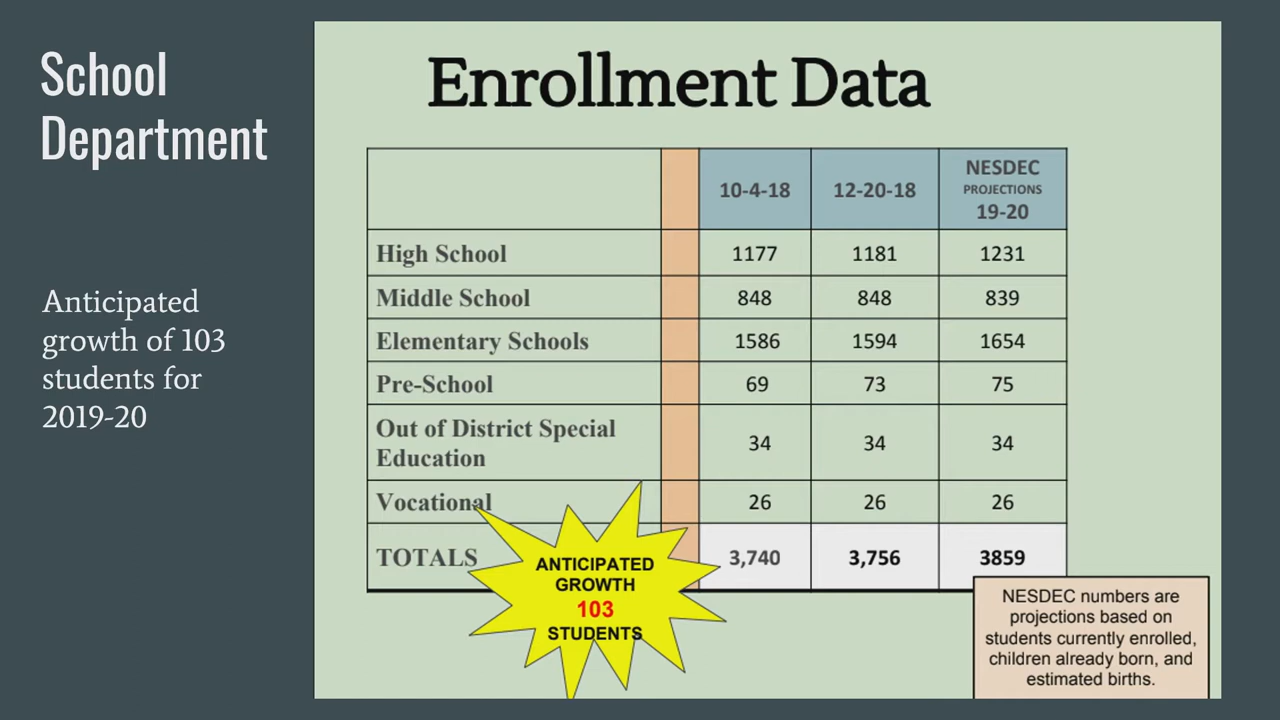 School
Department
Anticipated
growth of 103
students for
2019-20
Enrollment Data
10-4-18 12-20-18 NESDEC
PROJECTIONS
19-20
High School 1177 1181 1231
Middle School 848 848 839
Elementary Schools 1586 1594 1654
Pre-School 69 73 75
Out of District Special
Education 34 34 34
Vocational 26 26 26
TOTALS 3,740 3,756 3859
ANTICIPATED
GROWTH
103
STUDENTS
NESDEC numbers are
projections based on
students currently enrolled,
children already born, and
estimated births.